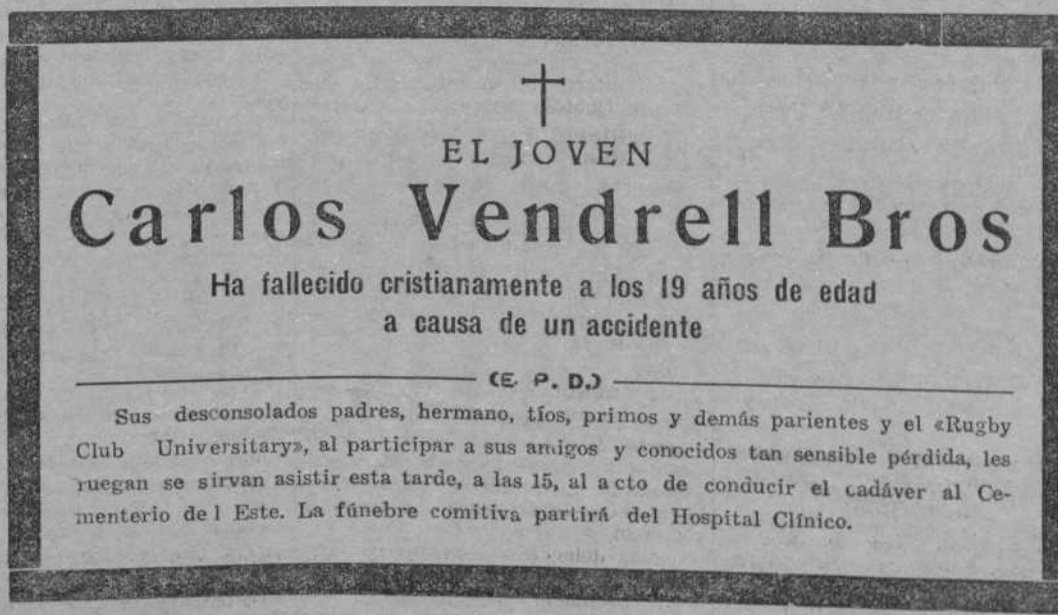 EL JOVEN
Carlos Vendrell Bros
Ha fallecido cristianamente a los 19 años de edad
a causa de un accidente
(E. P. D.)
Sus desconsolados padres, hermano, tíos, primos y demás parientes y el «Rugby
Club Universitary», al participar a sus amigos y conocidos tan sensible pérdida, les
ruegan se sirvan asistir esta tarde, a las 15, al acto de conducir el cadáver al Ce-
menterio del Este. La fúnebre comitiva partirá del Hospital Clínico.